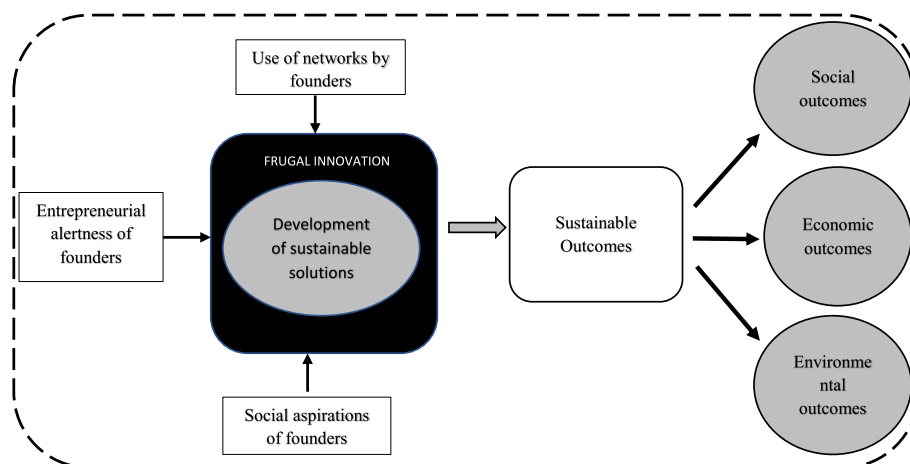 Use of networks by
founders
FRUGAL INNOVATION
Development
of sustainable
solutions
Entrepreneurial
alertness of
founders
Social aspirations
of founders
Sustainable
Outcomes
Social
outcomes
Economic
outcomes
Environme
ntal
outcomes